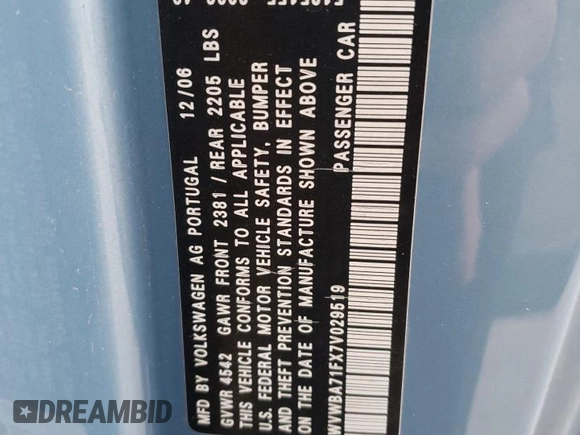 MFD BY VOLKSWAGEN AG PORTUGAL 12/06
GVWR 4542 GAWR FRONT 2381 / REAR 2205 LBS
THIS VEHICLE CONFORMS TO ALL APPLICABLE
U.S. FEDERAL MOTOR VEHICLE SAFETY, BUMPER
AND THEFT PREVENTION STANDARDS IN EFFECT
ON THE DATE OF MANUFACTURE SHOWN ABOVE
PASSENGER CAR
WVWBA71FX7V029519
DREAMBID
VEHICLE AUCTION